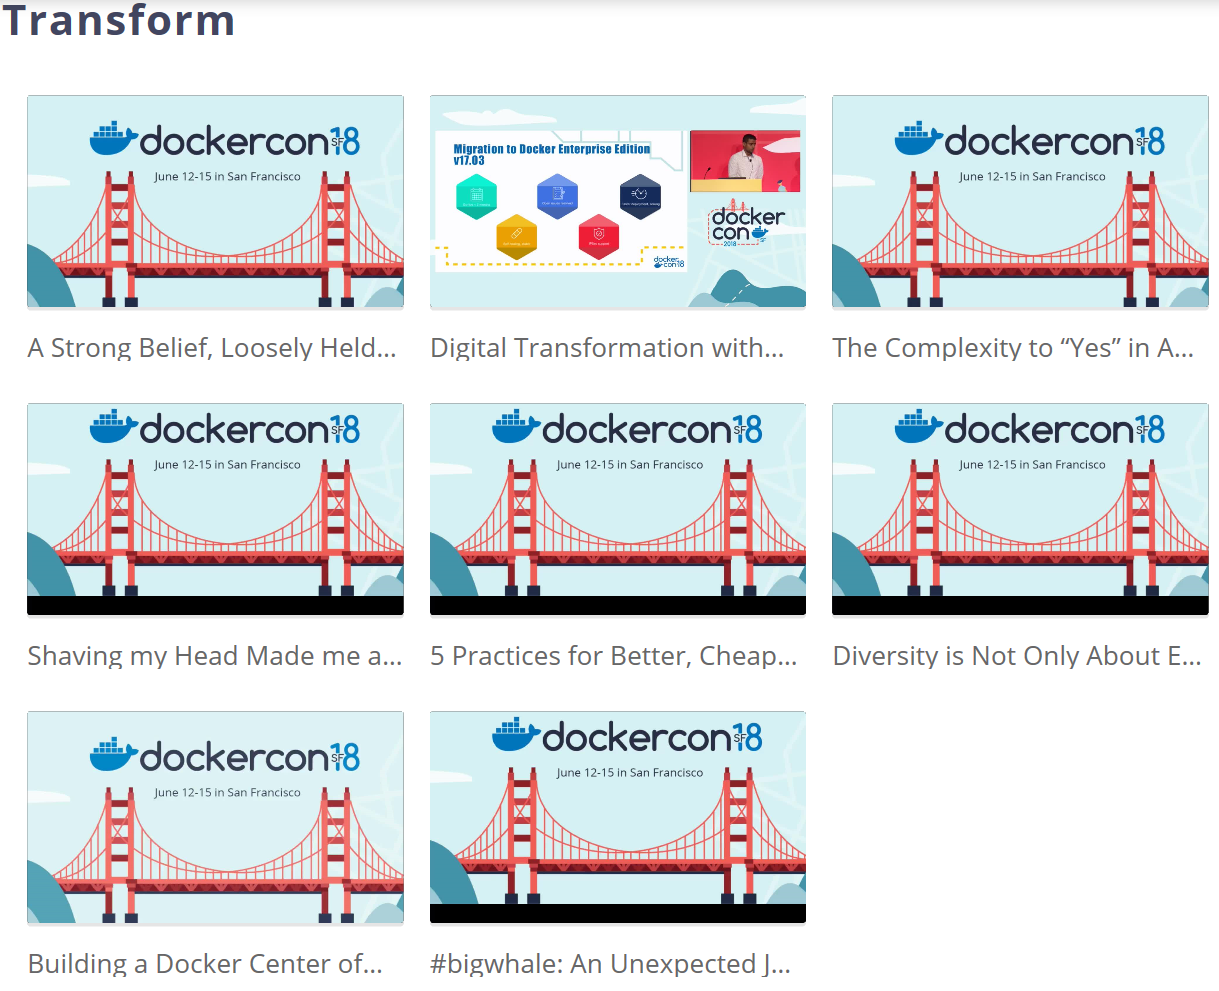 Transform
dockercon SF 18
June 12-15 in San Francisco
Migration to Docker Enterprise Edition
v17.03
docker
con
2018
SF
docker
con18
dockercon SF 18
June 12-15 in San Francisco
A Strong Belief, Loosely Held...
Digital Transformation with...
The Complexity to “Yes” in A...
dockercon SF 18
June 12-15 in San Francisco
dockercon SF 18
June 12-15 in San Francisco
dockercon SF 18
June 12-15 in San Francisco
Shaving my Head Made me a...
5 Practices for Better, Cheap...
Diversity is Not Only About E...
dockercon SF 18
June 12-15 in San Francisco
dockercon SF 18
June 12-15 in San Francisco
Building a Docker Center of...
#bigwhale: An Unexpected J...